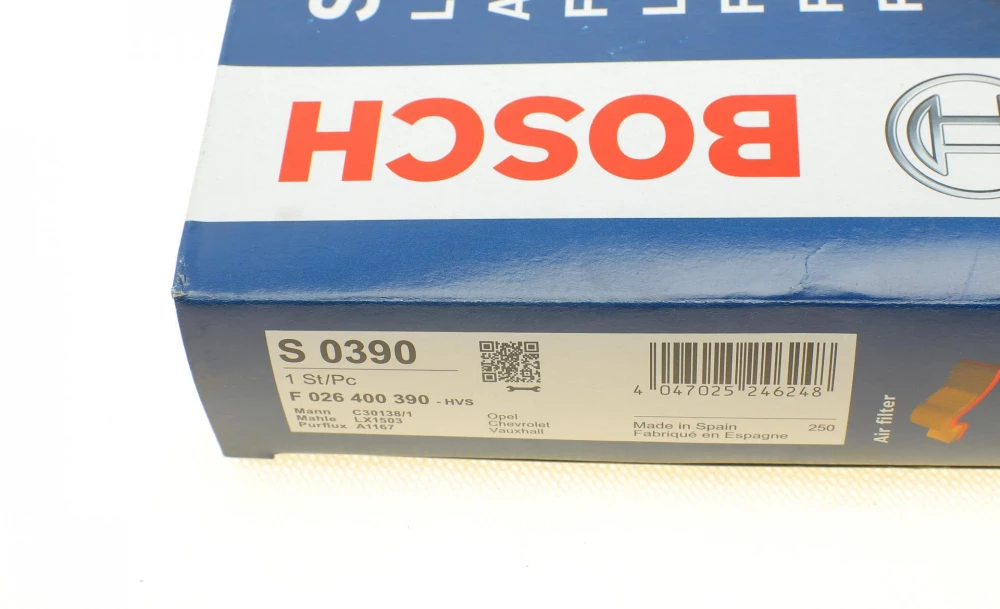 BOSCH
S 0390
1 St/Pc
F 026 400 390 - HVS
Mann C30138/1
Mahle LX1503
Purflux A1167
Opel
Chevrolet
Vauxhall
4 047025 246248
Made in Spain 250
Fabriqué en Espagne
Air filter